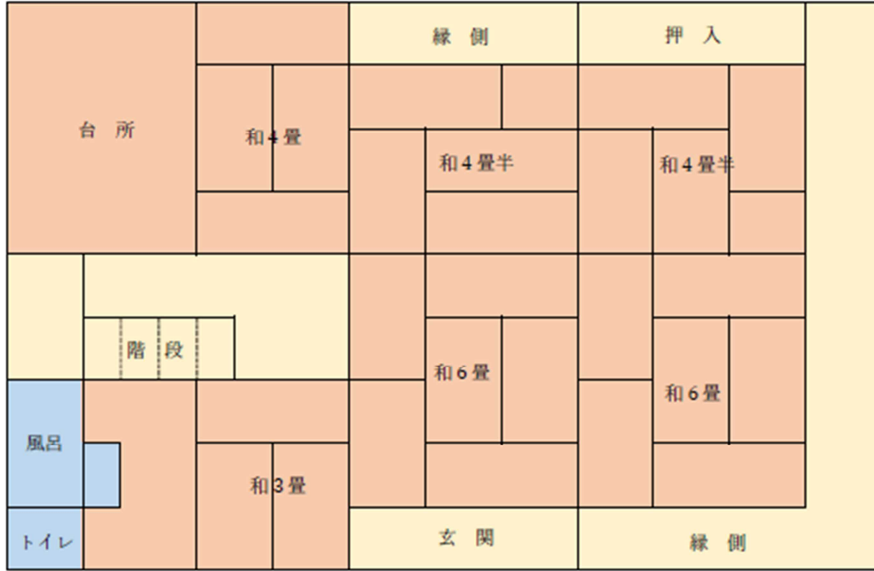 縁 側
押 入
台 所
和4畳
和4畳半
和4畳半
階 段
和6畳
和6畳
風呂
和3畳
トイレ
玄 関
縁 側